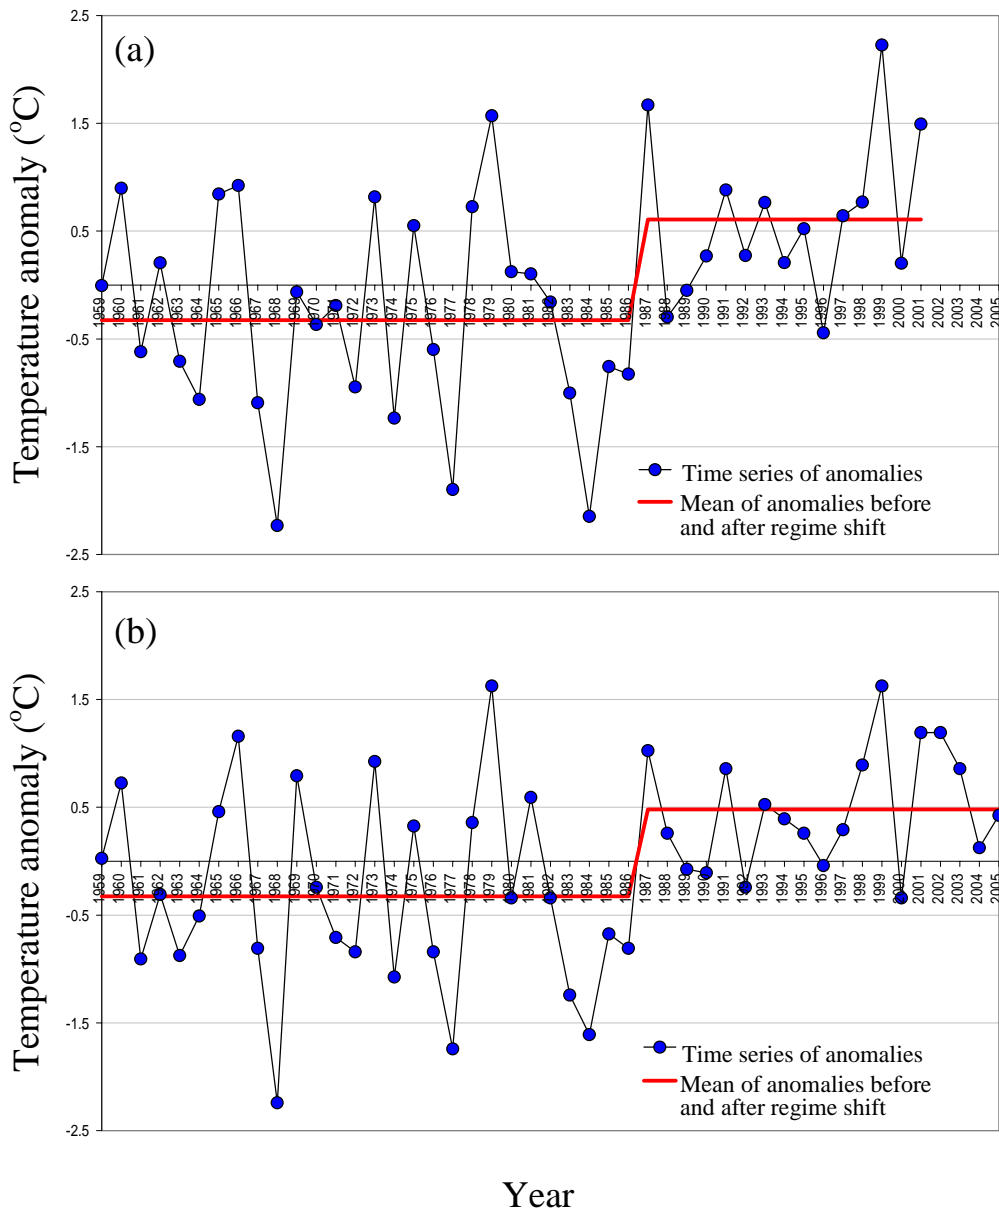 2.5
(a)
1.5
0.5
-0.5
-1.5
-2.5
Temperature anomaly (°C)
1959 1960 1961 1962 1963 1964 1965 1966 1967 1968 1969 1970 1971 1972 1973 1974 1975 1976 1977 1978 1979 1980 1981 1982 1983 1984 1985 1986 1987 1988 1989 1990 1991 1992 1993 1994 1995 1996 1997 1998 1999 2000 2001 2002 2003 2004 2005
Time series of anomalies
Mean of anomalies before
and after regime shift
2.5
(b)
1.5
0.5
-0.5
-1.5
-2.5
Temperature anomaly (°C)
1959 1960 1961 1962 1963 1964 1965 1966 1967 1968 1969 1970 1971 1972 1973 1974 1975 1976 1977 1978 1979 1980 1981 1982 1983 1984 1985 1986 1987 1988 1989 1990 1991 1992 1993 1994 1995 1996 1997 1998 1999 2000 2001 2002 2003 2004 2005
Time series of anomalies
Mean of anomalies before
and after regime shift
Year